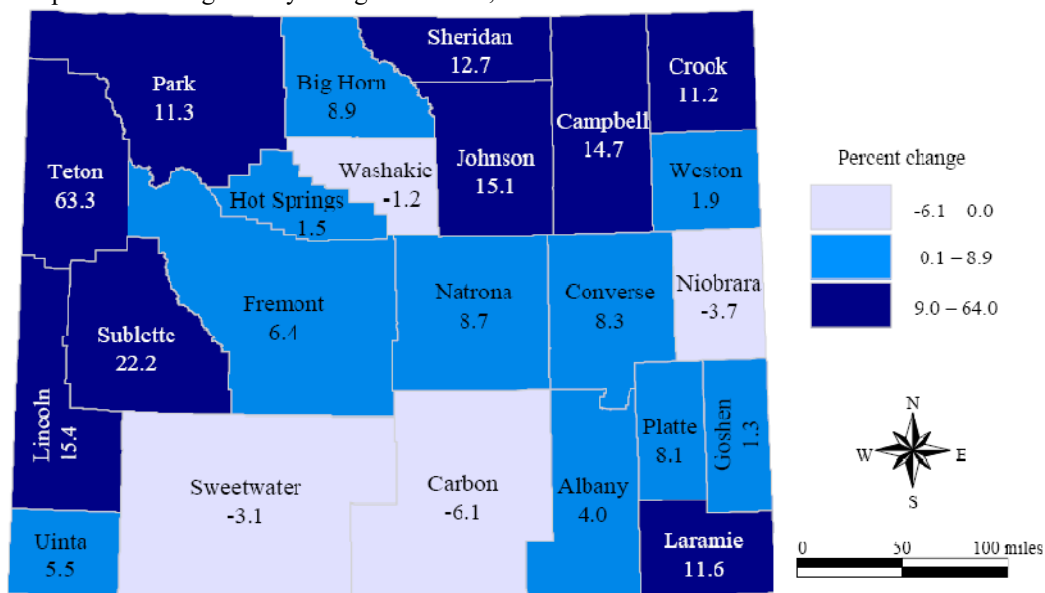 Sheridan
12.7
Park
11.3
Big Horn
8.9
Crook
11.2
Campbell
14.7
Johnson
15.1
Washakie
-1.2
Teton
63.3
Hot Springs
1.5
Weston
1.9
Fremont
6.4
Natrona
8.7
Converse
8.3
Niobrara
-3.7
Sublette
22.2
Lincoln
15.4
Platte
8.1
Goshen
1.3
Sweetwater
-3.1
Carbon
-6.1
Albany
4.0
Uinta
5.5
Laramie
11.6
Percent change
-6.1 0.0
0.1 – 8.9
9.0 – 64.0
N
W E
S
0 50 100 miles